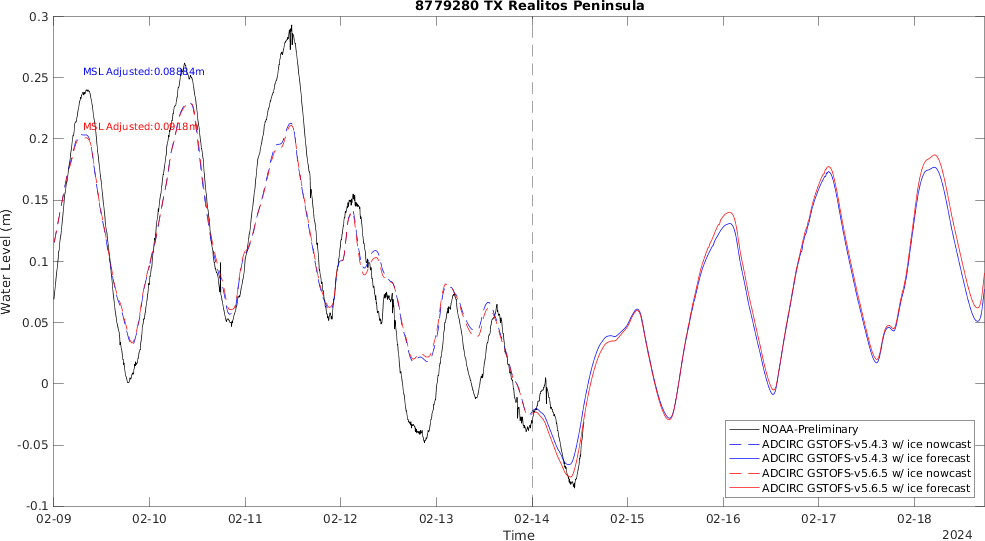 8779280 TX Realitos Peninsula
0.3
0.25
0.2
0.15
0.1
0.05
0
-0.05
-0.1
Water Level (m)
MSL Adjusted:0.08884m
MSL Adjusted:0.0918m
NOAA-Preliminary
ADCIRC GSTOFS-v5.4.3 w/ ice nowcast
ADCIRC GSTOFS-v5.4.3 w/ ice forecast
ADCIRC GSTOFS-v5.6.5 w/ ice nowcast
ADCIRC GSTOFS-v5.6.5 w/ ice forecast
02-09 02-10 02-11 02-12 02-13 02-14 02-15 02-16 02-17 02-18
Time
2024